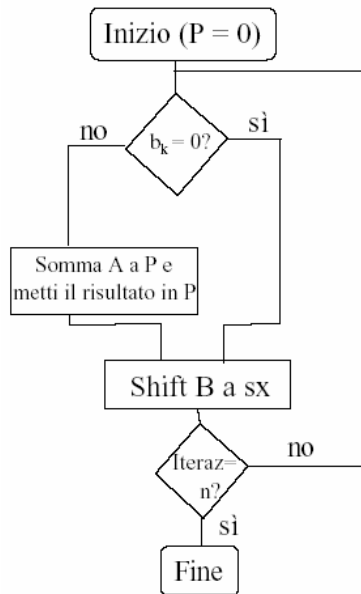 Inizio (P = 0)
no
b_k = 0?
sì
Somma A a P e
metti il risultato in P
Shift B a sx
Iteraz=
n?
no
sì
Fine